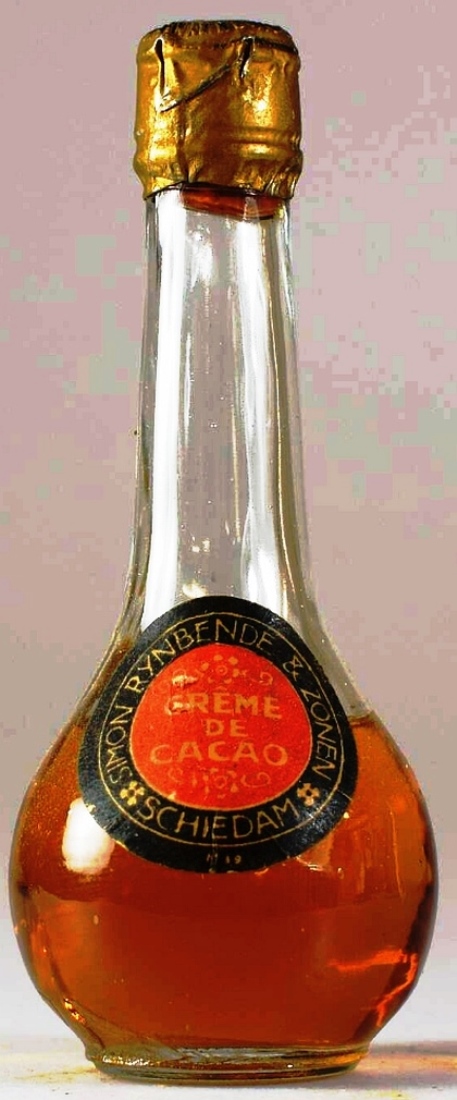 SIMON RYNBENDE & ZONEN
CRÈME
DE
CACAO
SCHIEDAM